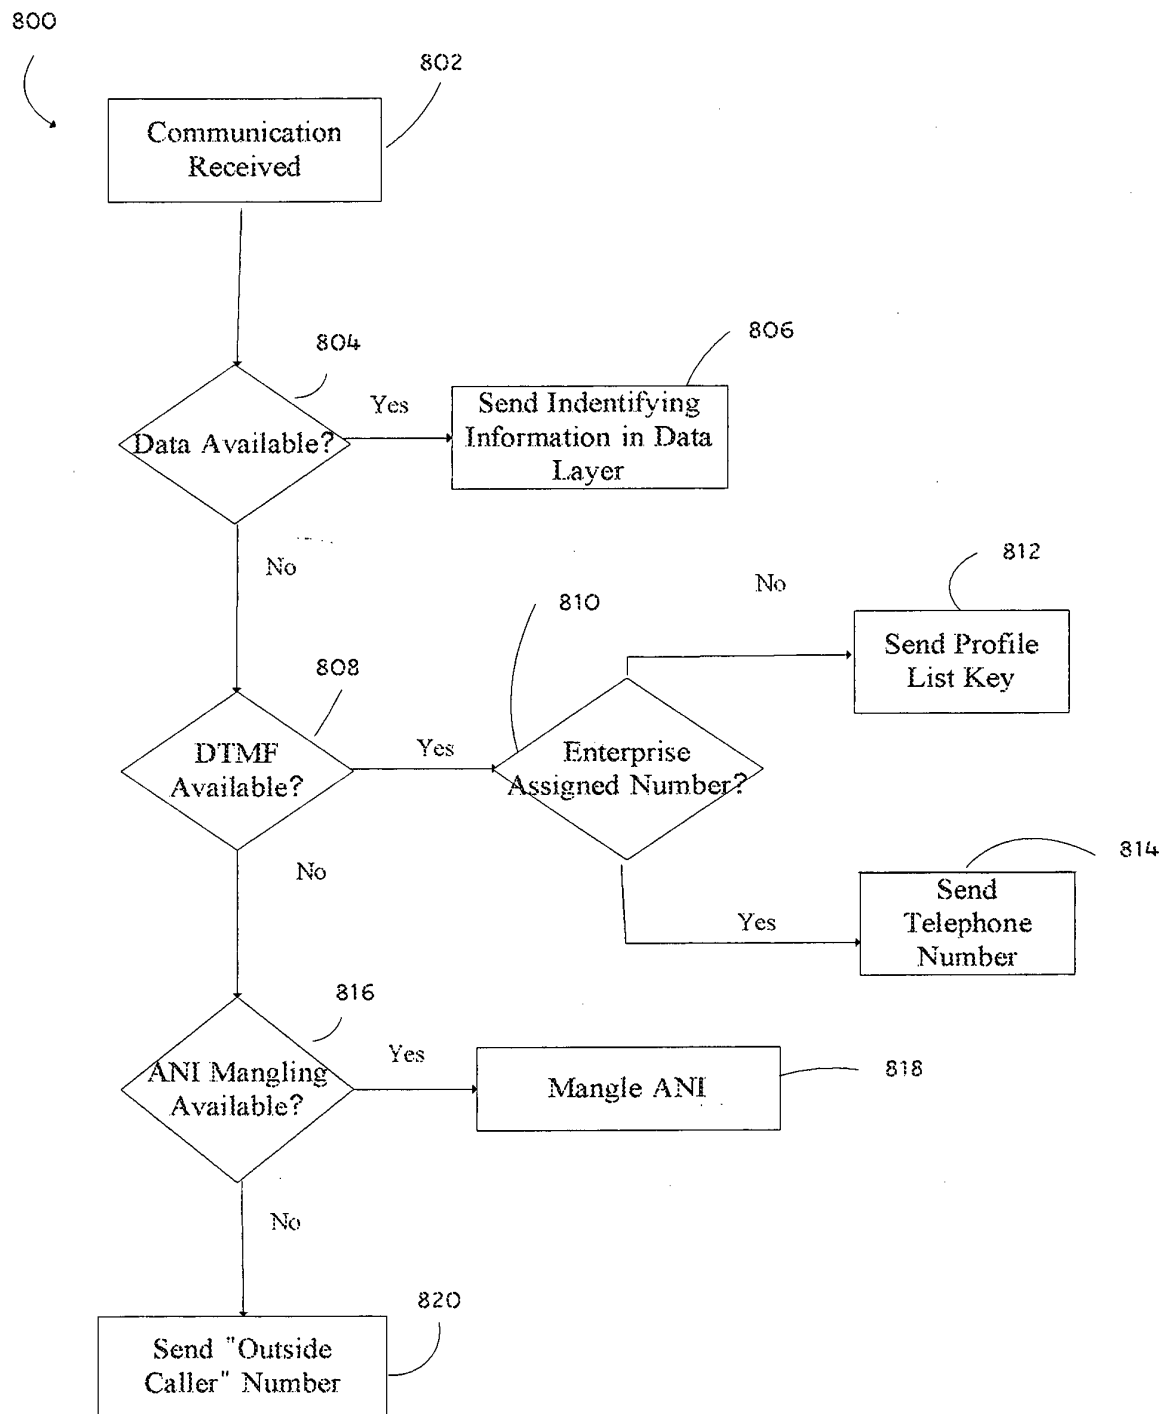 800
802
Communication
Received
804
806
Data Available?
Yes
Send Indentifying
Information in Data
Layer
No
810
812
No
Send Profile
List Key
808
DTMF
Available?
Yes
Enterprise
Assigned Number?
814
No
Yes
Send
Telephone
Number
816
ANI Mangling
Available?
Yes
Mangle ANI
818
No
820
Send "Outside
Caller" Number